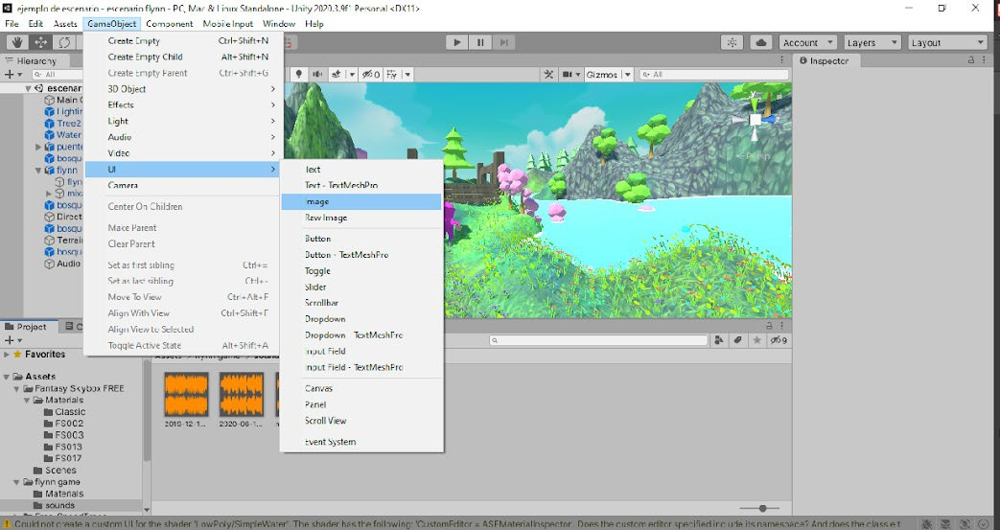 ejemplo de escenario - escenario flynn - PC, Mac & Linux Standalone - Unity 2020.3.9f1 Personal <DX11>
File Edit Assets GameObject Component Mobile Input Window Help
Account Layers Layout
Hierarchy
All
escenar
Main C
Lightin
Tree2
Water
puente
bosqu
flynn
flyn
mixa
bosqu
Direct
bosqu
Terrain
bosqu
Audio
Create Empty Ctrl+Shift+N
Create Empty Child Alt+Shift+N
Create Empty Parent Ctrl+Shift+G
3D Object
Effects
Light
Audio
Video
UI
Camera
Center On Children
Make Parent
Clear Parent
Set as first sibling Ctrl+=
Set as last sibling Ctrl+-
Move To View Ctrl+Alt+F
Align With View Ctrl+Shift+F
Align View to Selected
Toggle Active State Alt+Shift+A
Text
Text - TextMeshPro
Image
Raw Image
Button
Button - TextMeshPro
Toggle
Slider
Scrollbar
Dropdown
Dropdown - TextMeshPro
Input Field
Input Field - TextMeshPro
Canvas
Panel
Scroll View
Event System
0
Gizmos
All
y
Persp
Inspector
Project
C
9
Favorites
Assets
Fantasy Skybox FREE
Materials
Classic
FS002
FS003
FS013
FS017
Scenes
flynn game
Materials
sounds
Assets > flynn game > sound
2019-12-1...
2020-06-1...
Could not create a custom UI for the shader 'LowPoly/SimpleWater'. The shader has the following: 'CustomEditor = ASEMaterialInspector'. Does the custom editor specified include its namespace? And does the class e